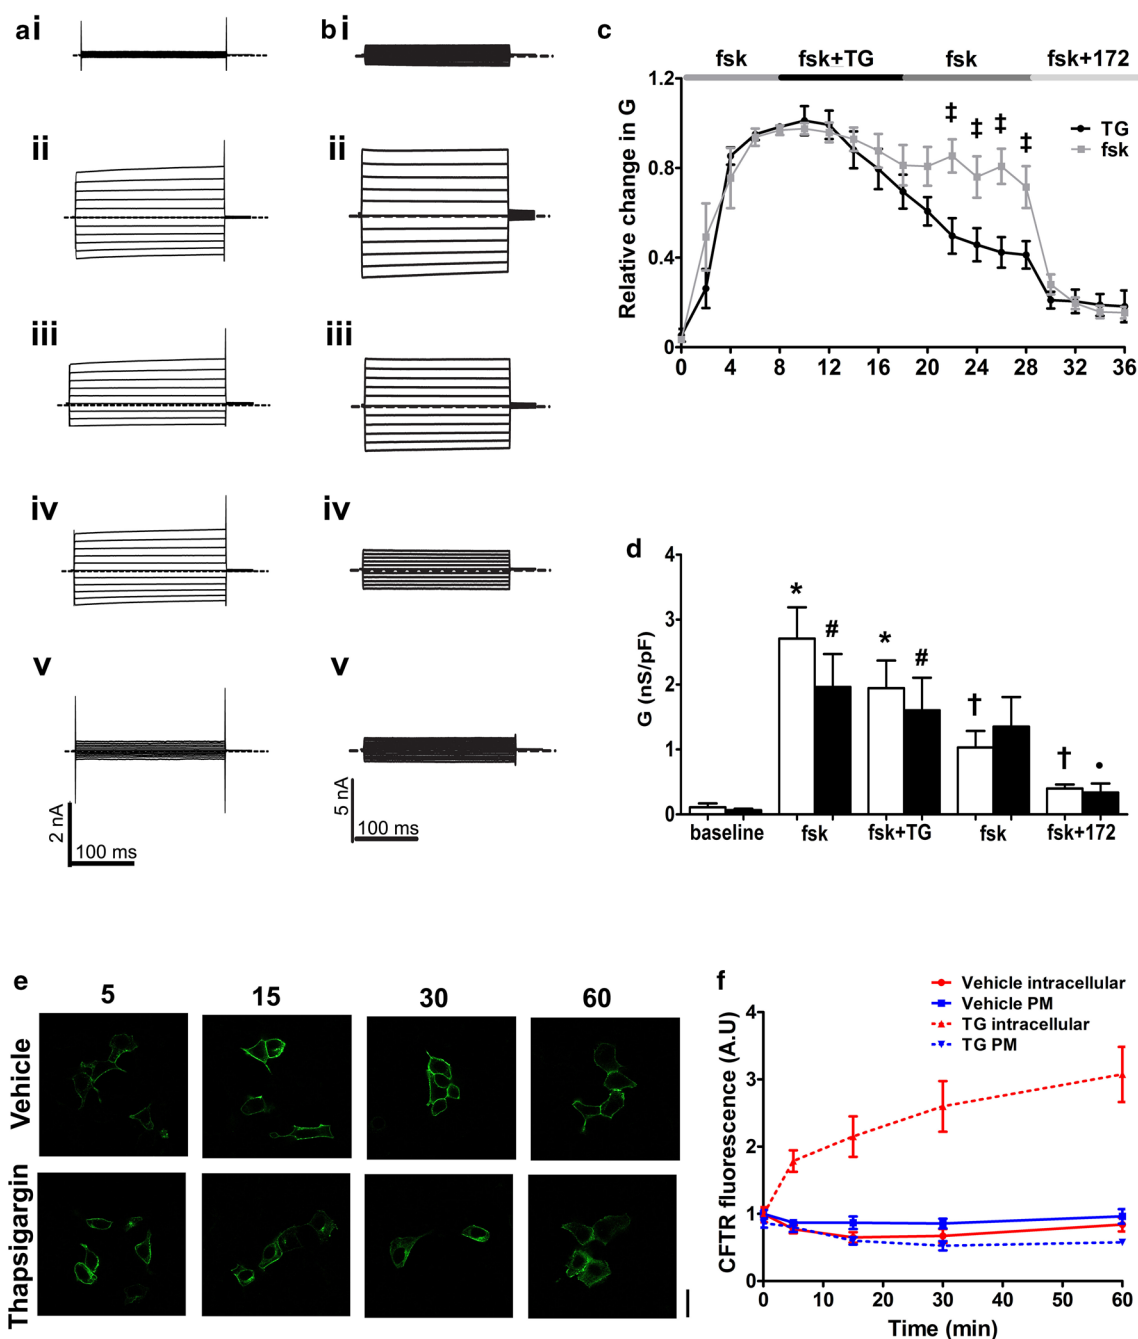 a i
ii
iii
iv
v
2 nA
100 ms
b i
ii
iii
iv
v
5 nA
100 ms
c
fsk fsk+TG fsk fsk+172
Relative change in G
1.2
0.8
0.4
0
‡ ‡ ‡ ‡
TG
fsk
0 4 8 12 16 20 24 28 32 36
d
G (nS/pF)
4
3
2
1
0
* # * # † † •
baseline fsk fsk+TG fsk fsk+172
e
5 15 30 60
Vehicle
Thapsigargin
f
Vehicle intracellular
Vehicle PM
TG intracellular
TG PM
CFTR fluorescence (A.U)
4
3
2
1
0
0 10 20 30 40 50 60
Time (min)